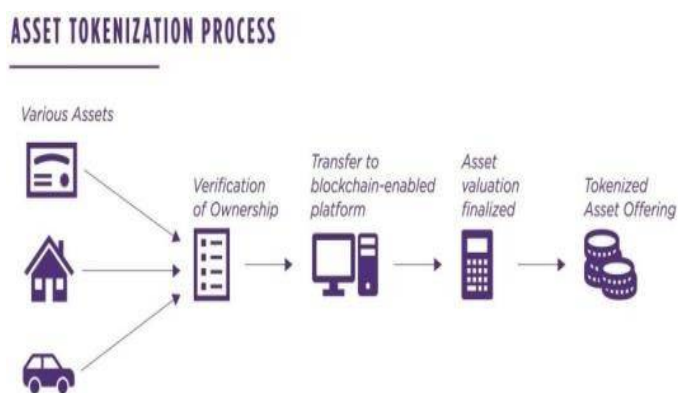 ASSET TOKENIZATION PROCESS
Various Assets
Verification
of Ownership
Transfer to
blockchain-enabled
platform
Asset
valuation
finalized
Tokenized
Asset Offering